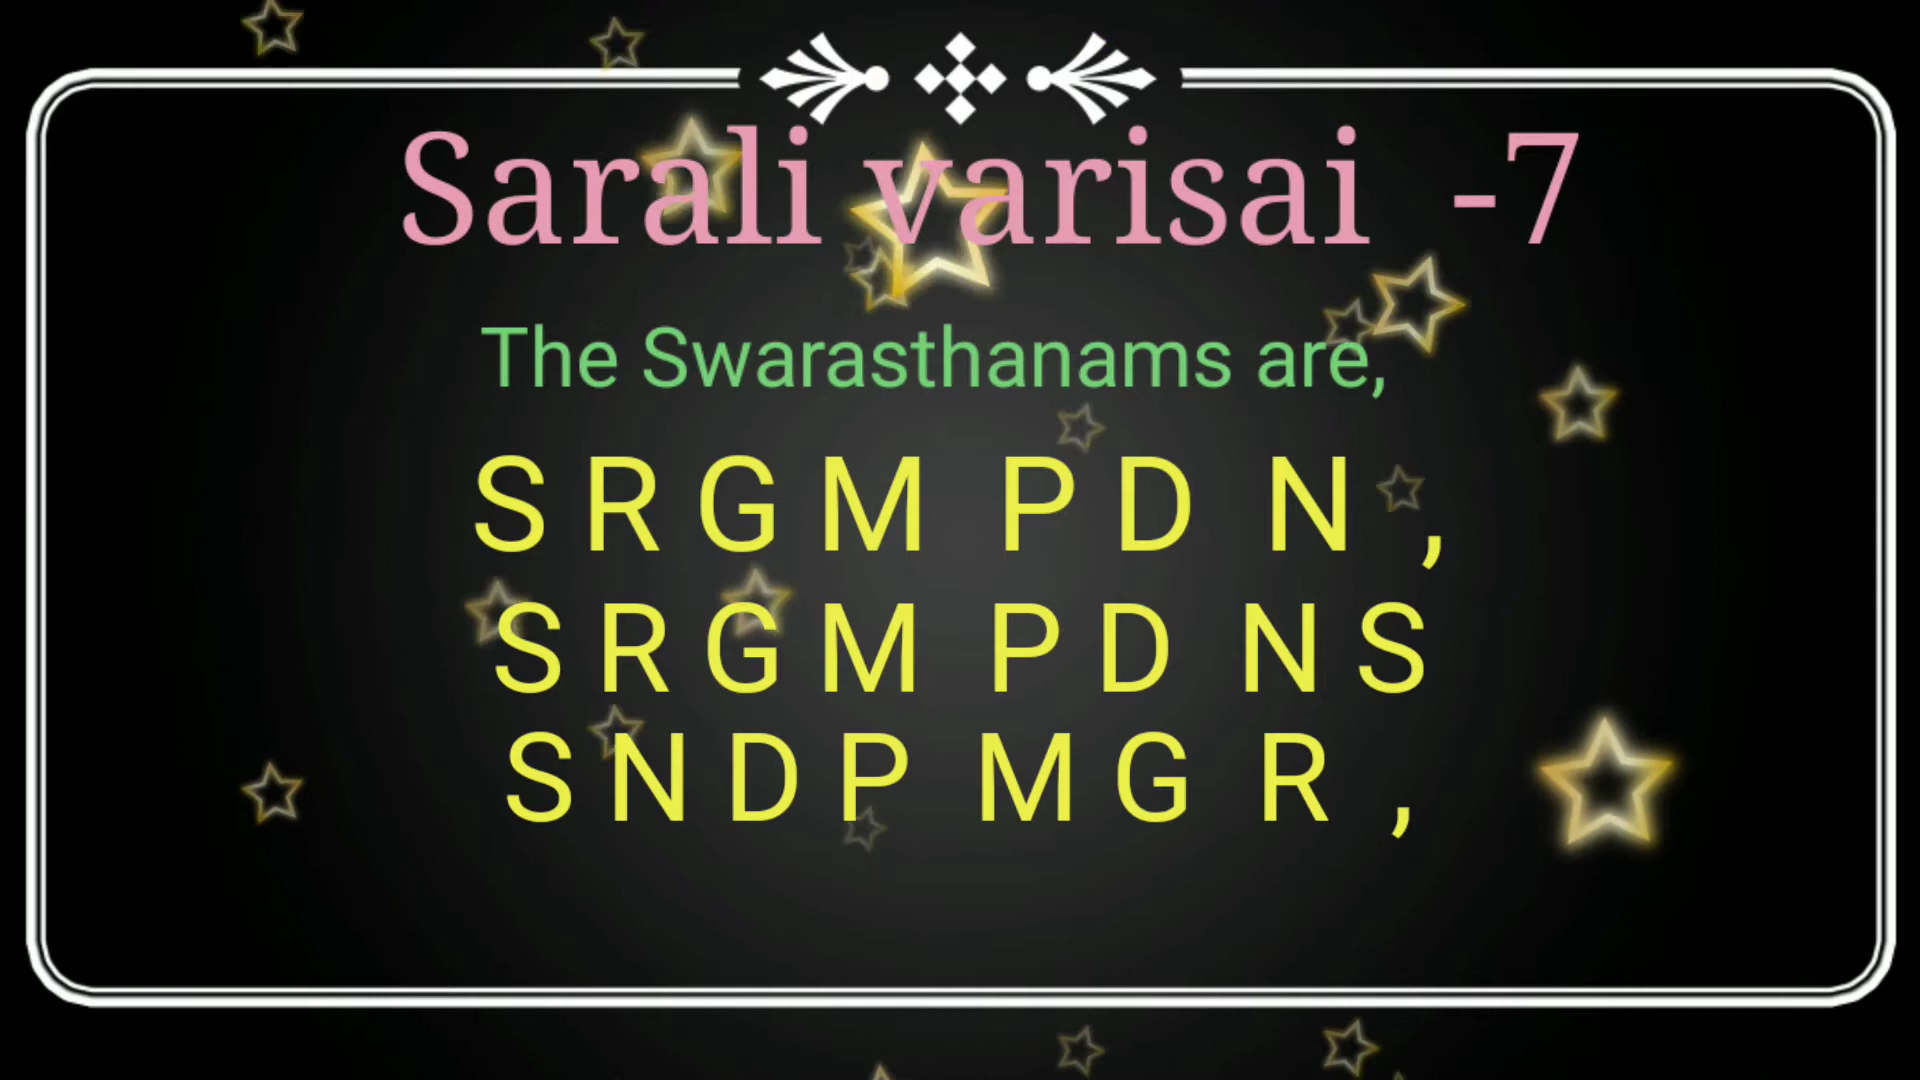 Sarali varisai -7
The Swarasthanams are,
S R G M P D N ,
S R G M P D N S
S N D P M G R ,